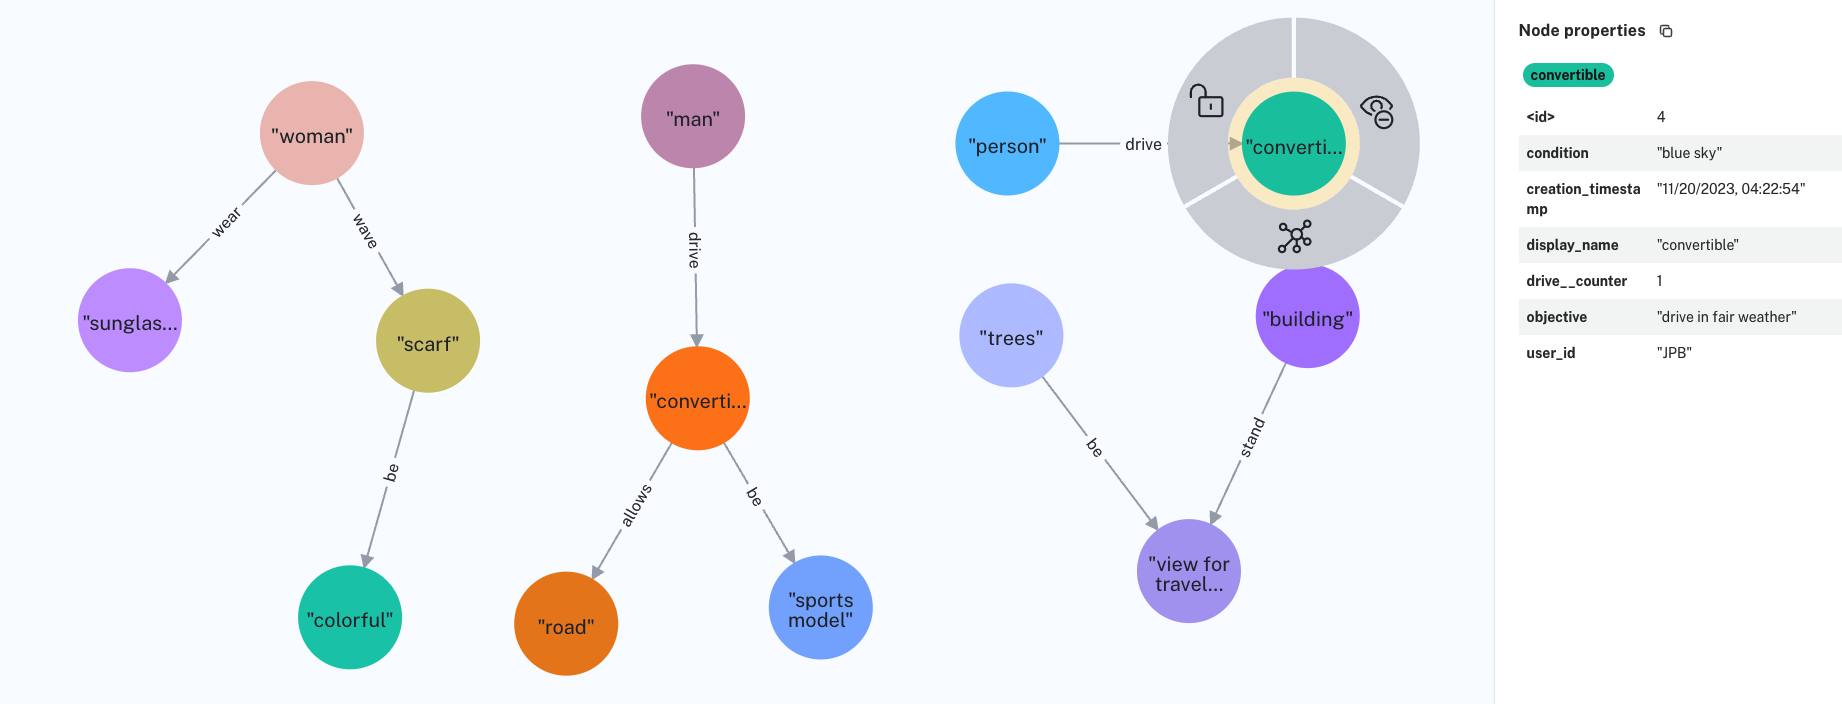 "woman"
wear
wave
"sunglas...
"scarf"
be
"colorful"
"man"
drive
"converti...
allows
be
"road"
"sports
model"
"person"
drive
"converti...
"trees"
"building"
be
stand
"view for
travel...
Node properties
convertible
<id> 4
condition "blue sky"
creation_timesta "11/20/2023, 04:22:54"
mp
display_name "convertible"
drive__counter 1
objective "drive in fair weather"
user_id "JPB"